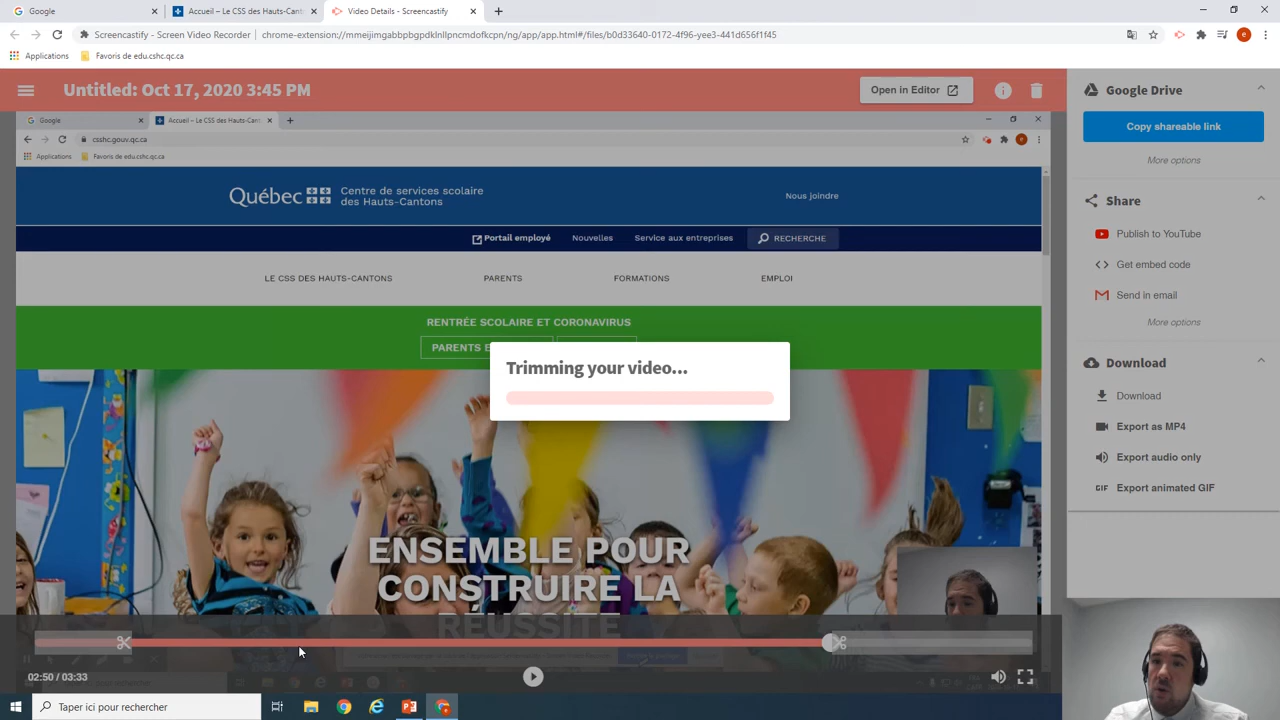 Google
Accueil – Le CSS des Hauts-Cant
Video Details - Screencastify
Screencastify - Screen Video Recorder
chrome-extension://mmeijimgabbpbgpdklnllpncmdofkcpn/ng/app/app.html#/files/b0d33640-0172-4f96-yee3-441d656f1f45
e
Applications
Favoris de edu.cshc.qc.ca
Untitled: Oct 17, 2020 3:45 PM
Open in Editor
Google Drive
Copy shareable link
More options
Share
Publish to YouTube
Get embed code
Send in email
More options
Download
Download
Export as MP4
Export audio only
GIF
Export animated GIF
Google
Accueil – Le CSS des Hauts-Cant
csshc.gouv.qc.ca
e
Applications
Favoris de edu.cshc.qc.ca
Québec
Centre de services scolaire
des Hauts-Cantons
Nous joindre
Portail employé
Nouvelles
Service aux entreprises
RECHERCHE
LE CSS DES HAUTS-CANTONS
PARENTS
FORMATIONS
EMPLOI
RENTRÉE SCOLAIRE ET CORONAVIRUS
PARENTS E
Trimming your video...
ENSEMBLE POUR
CONSTRUIRE LA
RÉUSSITE
02:50 / 03:33
Taper ici pour rechercher